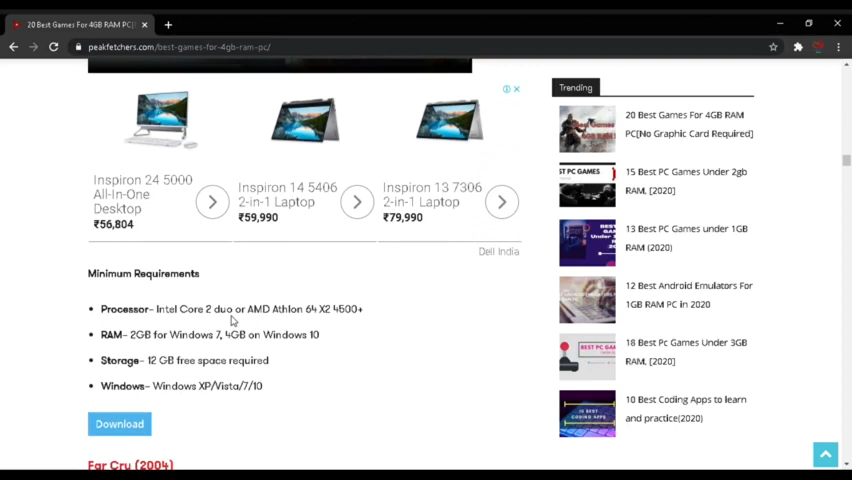 20 Best Games For 4GB RAM PC[
peakfetchers.com/best-games-for-4gb-ram-pc/
Inspiron 24 5000
All-In-One
Desktop
₹56,804
Inspiron 14 5406
2-in-1 Laptop
₹59,990
Inspiron 13 7306
2-in-1 Laptop
₹79,990
Dell India
Minimum Requirements
Processor- Intel Core 2 duo or AMD Athlon 64 X2 4500+
RAM- 2GB for Windows 7, 4GB on Windows 10
Storage- 12 GB free space required
Windows- Windows XP/Vista/7/10
Download
Far Cry (2004)
Trending
20 Best Games For 4GB RAM
PC[No Graphic Card Required]
15 Best PC Games Under 2gb
RAM, [2020]
13 Best PC Games under 1GB
RAM (2020)
12 Best Android Emulators For
1GB RAM PC in 2020
18 Best Pc Games Under 3GB
RAM, [2020]
10 Best Coding Apps to learn
and practice(2020)